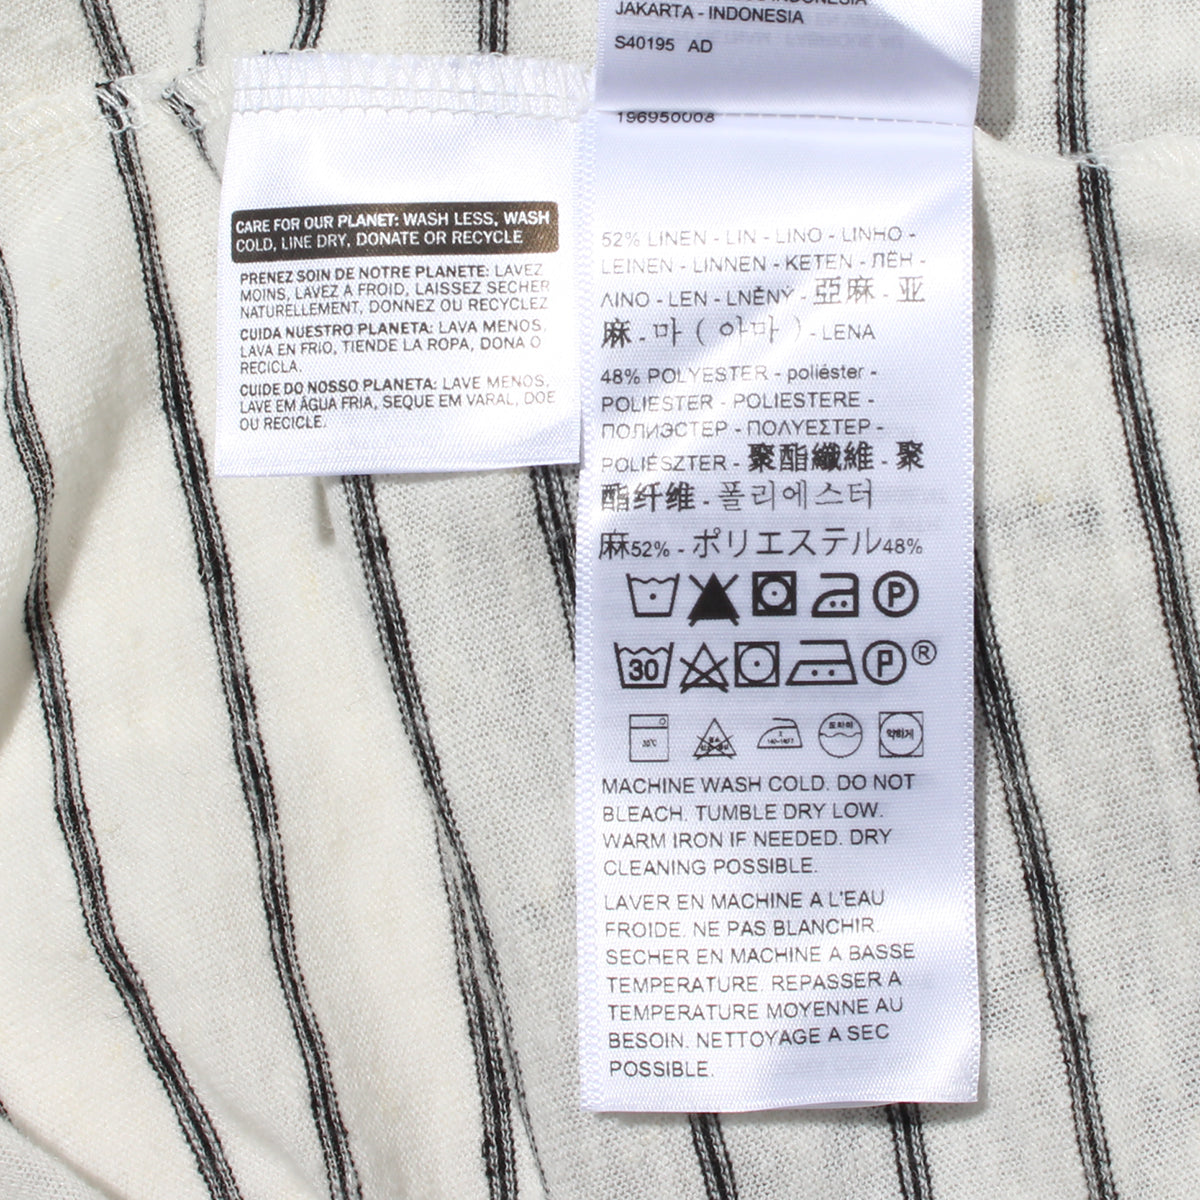 CARE FOR OUR PLANET: WASH LESS, WASH
COLD, LINE DRY, DONATE OR RECYCLE
PRENEZ SOIN DE NOTRE PLANETE: LAVEZ
MOINS, LAVEZ A FROID, LAISSEZ SECHER
NATURELLEMENT, DONNEZ OU RECYCLEZ
CUIDA NUESTRO PLANETA: LAVA MENOS,
LAVA EN FRIO, TIENDE LA ROPA, DONA O
RECICLA.
CUIDE DO NOSSO PLANETA: LAVE MENOS,
LAVE EM ÁGUA FRIA, SEQUE EM VARAL, DOE
OU RECICLE.
JAKARTA - INDONESIA
S40195 AD
196950008
52% LINEN - LIN - LINO - LINHO -
LEINEN - LINNEN - KETEN - ЛЁН -
ΛΙΝΟ - LEN - LNĚNÝ - 亞麻 - 亚
麻 - 마 ( 아마 ) - LENA
48% POLYESTER - poliéster -
POLIESTER - POLIESTERE -
ПОЛИЭСТЕР - ΠΟΛΥΕΣΤΕΡ -
POLIÉSZTER - 聚酯纖維 - 聚
酯纤维 - 폴리에스터
麻52% - ポリエステル48%
P
30 P ®
30℃ 도라이 약하게
MACHINE WASH COLD. DO NOT
BLEACH. TUMBLE DRY LOW.
WARM IRON IF NEEDED. DRY
CLEANING POSSIBLE.
LAVER EN MACHINE A L'EAU
FROIDE. NE PAS BLANCHIR.
SECHER EN MACHINE A BASSE
TEMPERATURE. REPASSER A
TEMPERATURE MOYENNE AU
BESOIN. NETTOYAGE A SEC
POSSIBLE.